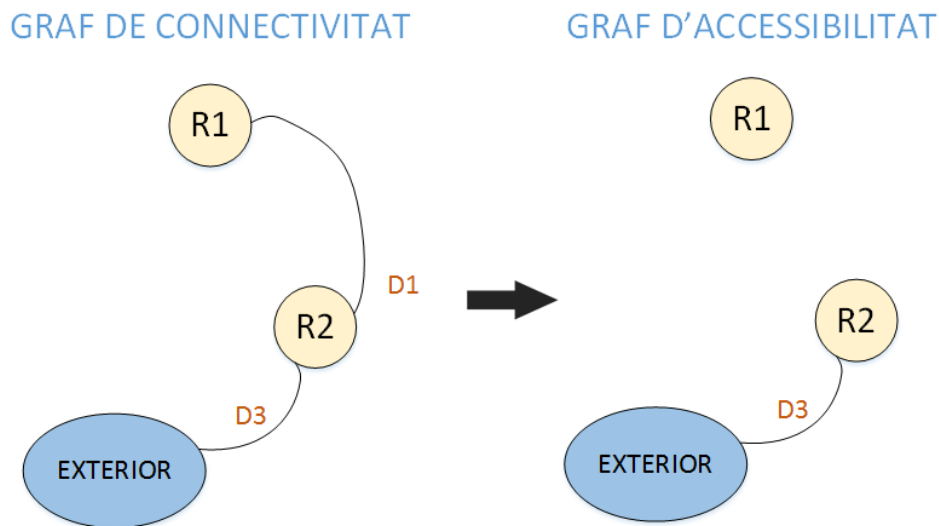 GRAF DE CONNECTIVITAT
R1
D1
R2
D3
EXTERIOR
GRAF D'ACCESSIBILITAT
R1
R2
D3
EXTERIOR